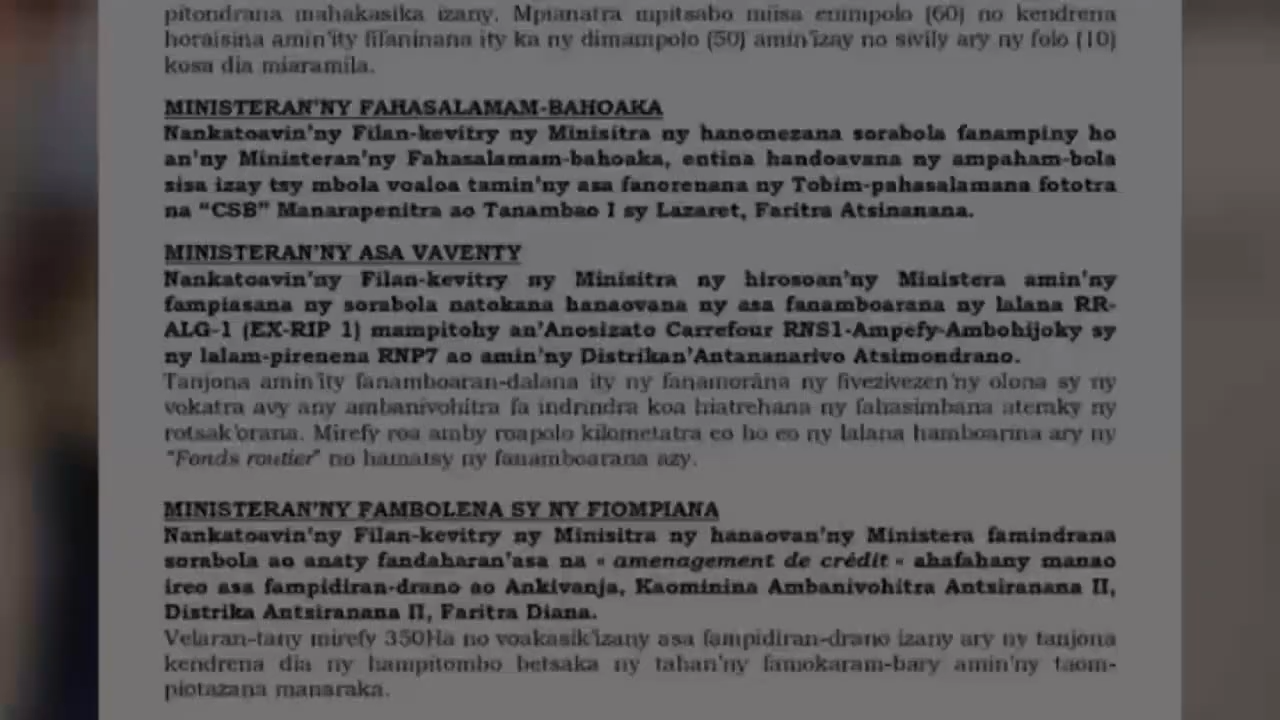 pitondrana mahakasika izany. Mpianatra mpitsabo miisa enimpolo (60) no kendrena
horaisina amin'ity fifaninana ity ka ny dimampolo (50) amin'izay no sivily ary ny folo (10)
kosa dia miaramila.
MINISTERAN'NY FAHASALAMAM-BAHOAKA
Nankatoavin'ny Filan-kevitry ny Minisitra ny hanomezana sorabola fanampiny ho
an'ny Ministeran'ny Fahasalamam-bahoaka, entina handoavana ny ampaham-bola
sisa izay tsy mbola voaloa tamin'ny asa fanorenana ny Tobim-pahasalamana fototra
na “CSB” Manarapenitra ao Tanambao I sy Lazaret, Faritra Atsinanana.
MINISTERAN'NY ASA VAVENTY
Nankatoavin'ny Filan-kevitry ny Minisitra ny hirosoan'ny Ministera amin'ny
fampiasana ny sorabola natokana hanaovana ny asa fanamboarana ny lalana RR-
ALG-1 (EX-RIP 1) mampitohy an'Anosizato Carrefour RNS1-Ampefy-Ambohijoky sy
ny lalam-pirenena RNP7 ao amin'ny Distrikan'Antananarivo Atsimondrano.
Tanjona amin'ity fanamboaran-dalana ity ny fanamoràna ny fivezivezen'ny olona sy ny
vokatra avy any ambanivohitra fa indrindra koa hiatrehana ny fahasimbana ateraky ny
rotsak'orana. Mirefy roa amby roapolo kilometatra eo ho eo ny lalana hamboarina ary ny
“Fonds routier” no hamatsy ny fanamboarana azy.
MINISTERAN'NY FAMBOLENA SY NY FIOMPIANA
Nankatoavin'ny Filan-kevitry ny Minisitra ny hanaovan'ny Ministera famindrana
sorabola ao anaty fandaharan'asa na « amenagement de crédit « ahafahany manao
ireo asa fampidiran-drano ao Ankivanja, Kaominina Ambanivohitra Antsiranana II,
Distrika Antsiranana II, Faritra Diana.
Velaran-tany mirefy 350Ha no voakasik'izany asa fampidiran-drano izany ary ny tanjona
kendrena dia ny hampitombo betsaka ny tahan'ny famokaram-bary amin'ny taom-
piotazana manaraka.